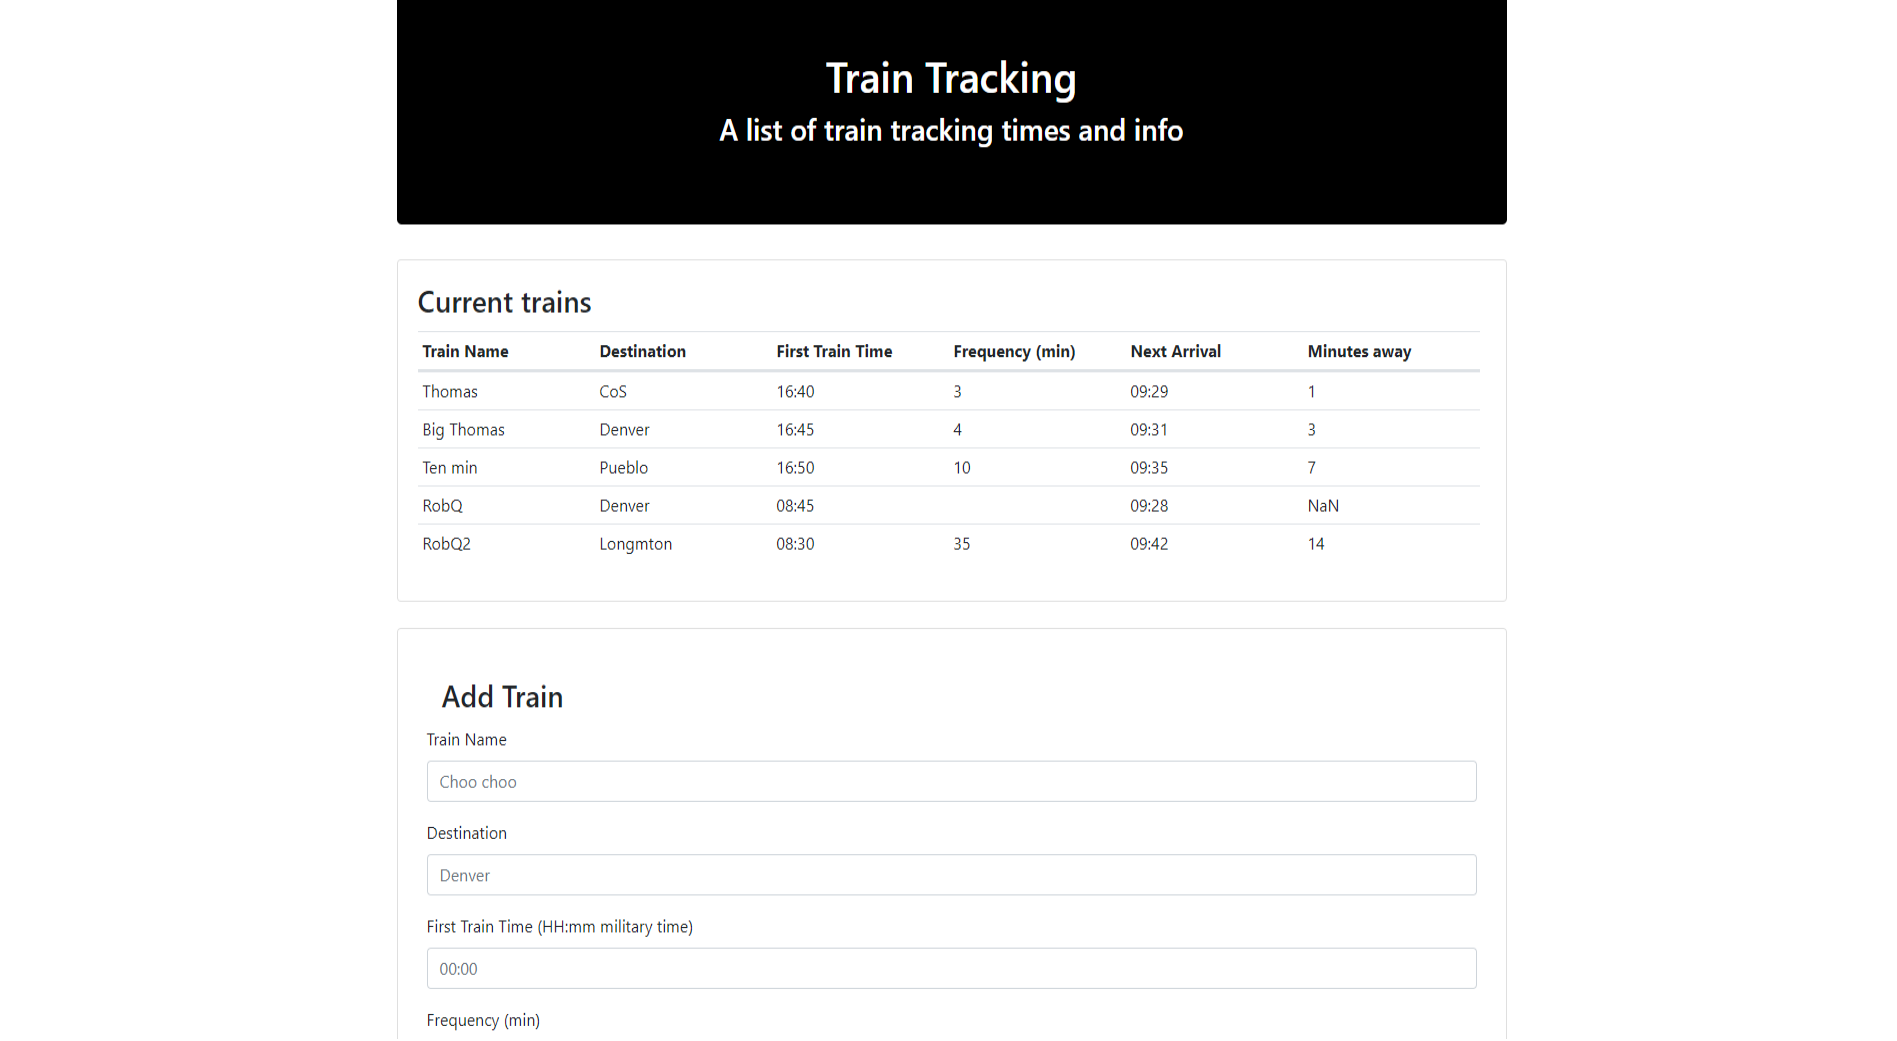 Train Tracking
A list of train tracking times and info
Current trains
Train Name Destination First Train Time Frequency (min) Next Arrival Minutes away
Thomas CoS 16:40 3 09:29 1
Big Thomas Denver 16:45 4 09:31 3
Ten min Pueblo 16:50 10 09:35 7
RobQ Denver 08:45 09:28 NaN
RobQ2 Longmton 08:30 35 09:42 14
Add Train
Train Name
Choo choo
Destination
Denver
First Train Time (HH:mm military time)
00:00
Frequency (min)